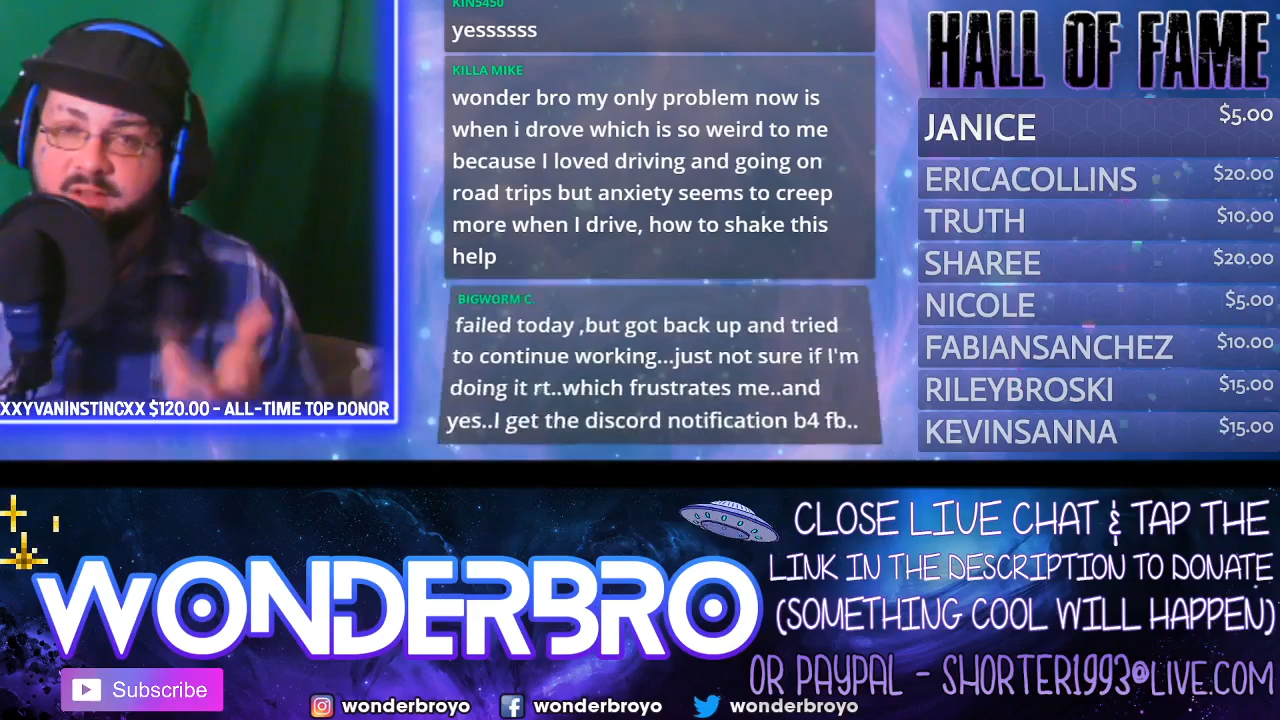 KIN5450
yessssss
KILLA MIKE
wonder bro my only problem now is
when i drove which is so weird to me
because I loved driving and going on
road trips but anxiety seems to creep
more when I drive, how to shake this
help
BIGWORM C.
failed today ,but got back up and tried
to continue working...just not sure if I'm
doing it rt..which frustrates me..and
yes..I get the discord notification b4 fb..
XXYVANINSTINCXX $120.00 - ALL-TIME TOP DONOR
HALL OF FAME
JANICE $5.00
ERICACOLLINS $20.00
TRUTH $10.00
SHAREE $20.00
NICOLE $5.00
FABIANSANCHEZ $10.00
RILEYBROSKI $15.00
KEVINSANNA $15.00
WONDERBRO
Subscribe
CLOSE LIVE CHAT & TAP THE
LINK IN THE DESCRIPTION TO DONATE
(SOMETHING COOL WILL HAPPEN)
OR PAYPAL - SHORTER1993@LIVE.COM
wonderbroyo wonderbroyo wonderbroyo